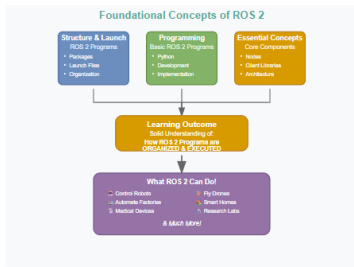 Foundational Concepts of ROS 2
Structure & Launch
ROS 2 Programs
• Packages
• Launch Files
• Organization
Programming
Basic ROS 2 Programs
• Python
• Development
• Implementation
Essential Concepts
Core Components
• Nodes
• Client Libraries
• Architecture
Learning Outcome
Solid Understanding of:
How ROS 2 Programs are
ORGANIZED & EXECUTED
What ROS 2 Can Do!
Control Robots
Automate Factories
Medical Devices
Fly Drones
Smart Homes
Research Labs
& Much More!